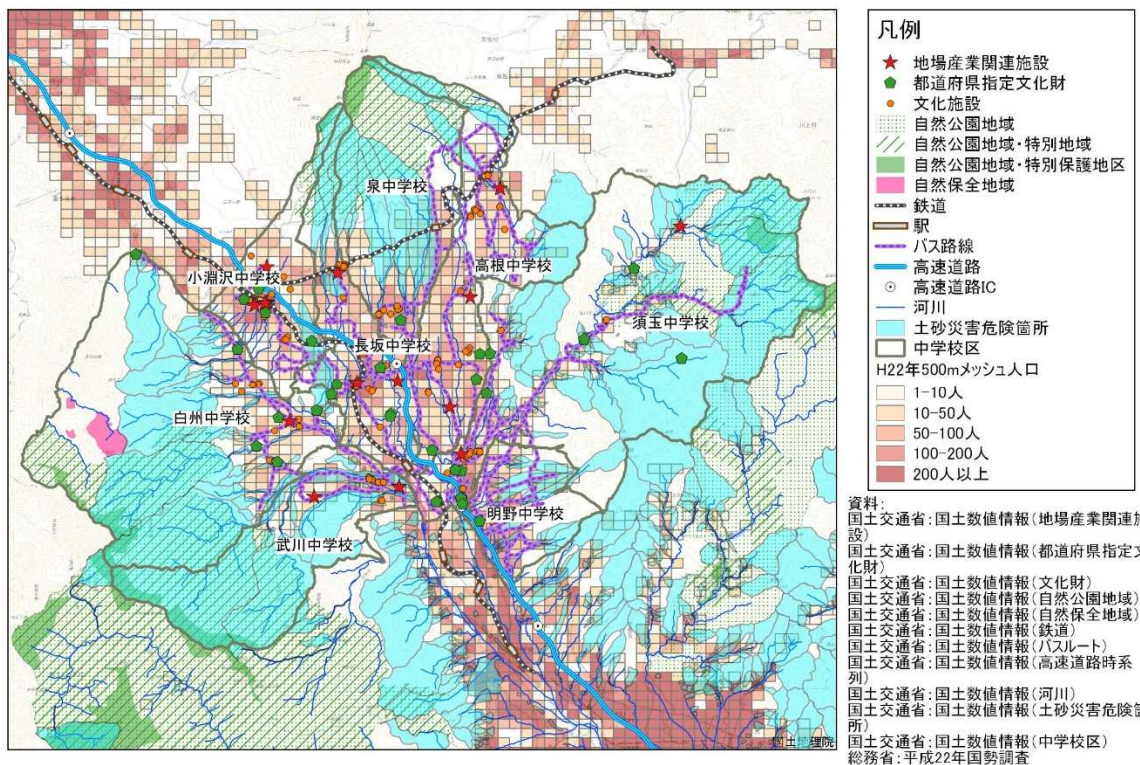 泉中学校
高根中学校
小淵沢中学校
須玉中学校
長坂中学校
白州中学校
明野中学校
武川中学校
国土地理院
凡例
地場産業関連施設
都道府県指定文化財
文化施設
自然公園地域
自然公園地域・特別地域
自然公園地域・特別保護地区
自然保全地域
鉄道
駅
バス路線
高速道路
高速道路IC
河川
土砂災害危険箇所
中学校区
H22年500mメッシュ人口
1-10人
10-50人
50-100人
100-200人
200人以上
資料:
国土交通省:国土数値情報(地場産業関連施
設)
国土交通省:国土数値情報(都道府県指定文
化財)
国土交通省:国土数値情報(文化財)
国土交通省:国土数値情報(自然公園地域)
国土交通省:国土数値情報(自然保全地域)
国土交通省:国土数値情報(鉄道)
国土交通省:国土数値情報(バスルート)
国土交通省:国土数値情報(高速道路時系
列)
国土交通省:国土数値情報(河川)
国土交通省:国土数値情報(土砂災害危険箇
所)
国土交通省:国土数値情報(中学校区)
総務省:平成22年国勢調査